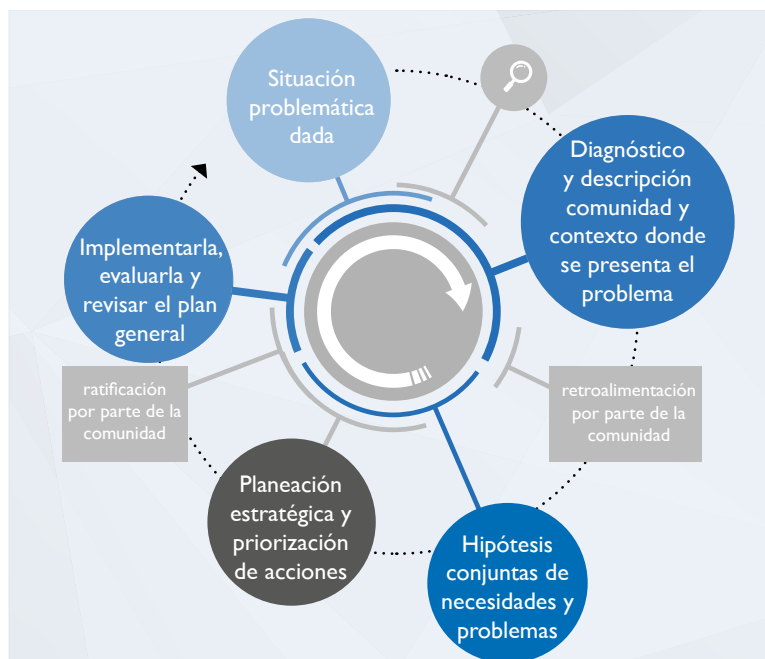 Situación
problemática
dada
Diagnóstico
y descripción
comunidad y
contexto donde
se presenta el
problema
retroalimentación
por parte de la
comunidad
Hipótesis
conjuntas de
necesidades y
problemas
Planeación
estratégica y
priorización
de acciones
ratificación
por parte de la
comunidad
Implementarla,
evaluarla y
revisar el plan
general